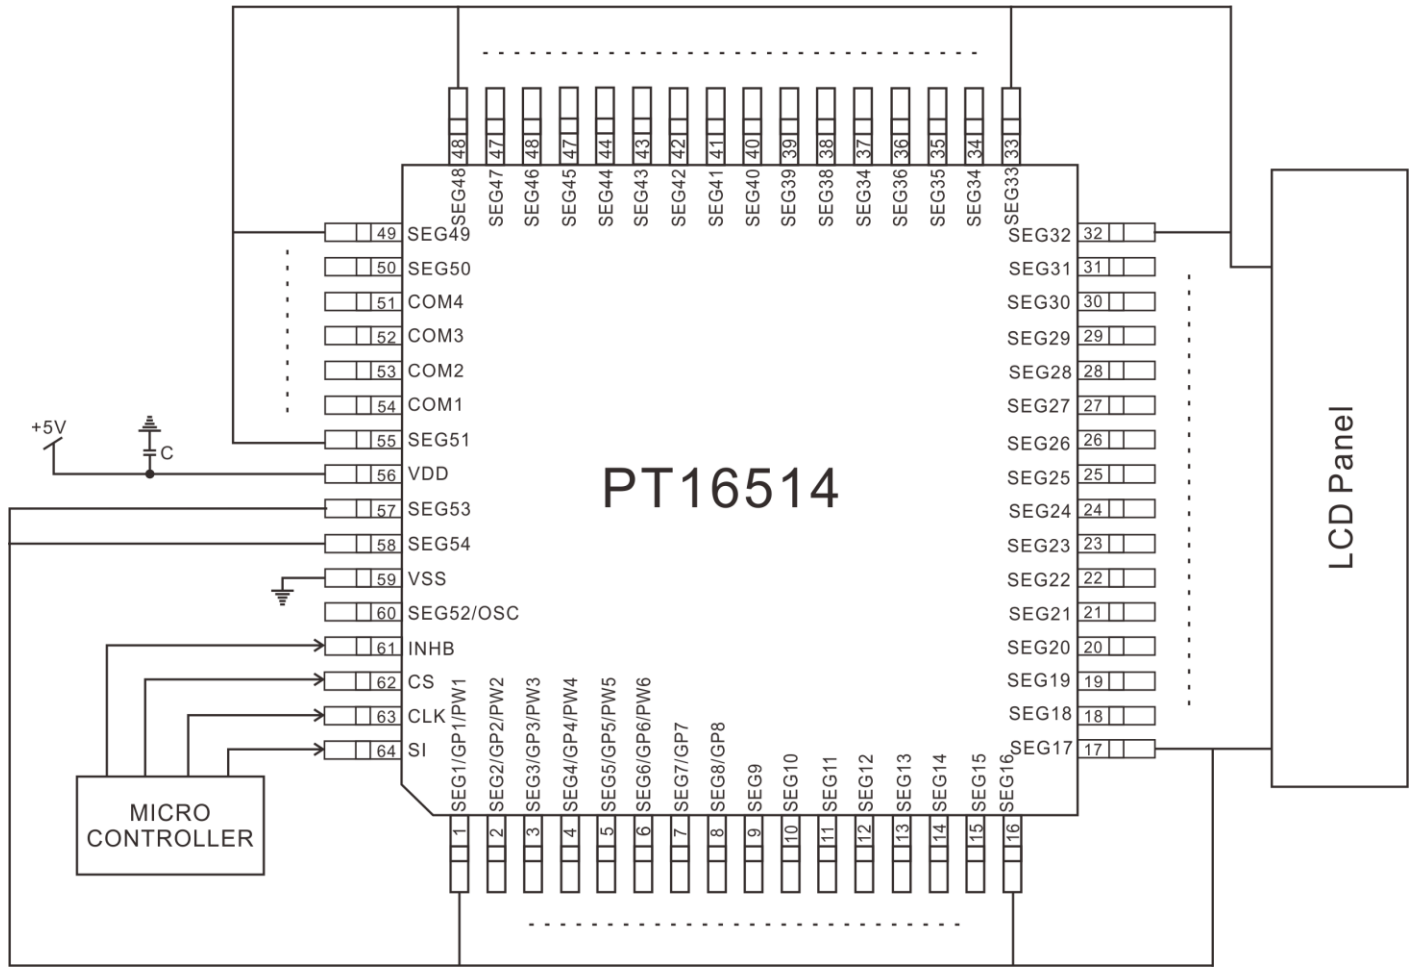 48 47 48 47 44 43 42 41 40 39 38 37 36 35 34 33
SEG48 SEG47 SEG46 SEG45 SEG44 SEG43 SEG42 SEG41 SEG40 SEG39 SEG38 SEG34 SEG36 SEG35 SEG34 SEG33
49 SEG49
50 SEG50
51 COM4
52 COM3
53 COM2
54 COM1
55 SEG51
56 VDD
57 SEG53
58 SEG54
59 VSS
60 SEG52/OSC
61 INHB
62 CS
63 CLK
64 SI
+5V
C
PT16514
SEG32 32
SEG31 31
SEG30 30
SEG29 29
SEG28 28
SEG27 27
SEG26 26
SEG25 25
SEG24 24
SEG23 23
SEG22 22
SEG21 21
SEG20 20
SEG19 19
SEG18 18
SEG17 17
LCD Panel
MICRO
CONTROLLER
SEG1/GP1/PW1 SEG2/GP2/PW2 SEG3/GP3/PW3 SEG4/GP4/PW4 SEG5/GP5/PW5 SEG6/GP6/PW6 SEG7/GP7 SEG8/GP8 SEG9 SEG10 SEG11 SEG12 SEG13 SEG14 SEG15 SEG16
1 2 3 4 5 6 7 8 9 10 11 12 13 14 15 16